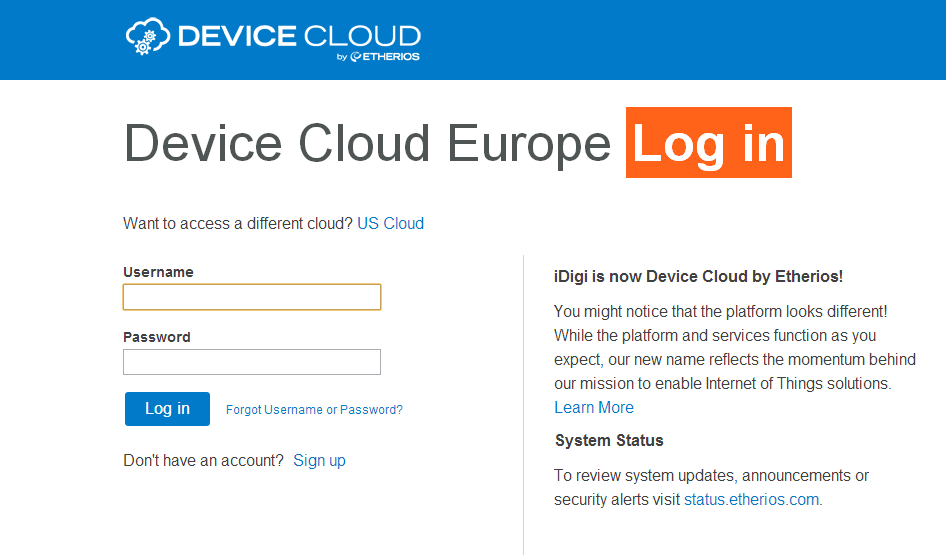 DEVICE CLOUD
by ETHERIOS
Device Cloud Europe Log in
Want to access a different cloud? US Cloud
Username
Password
Log in Forgot Username or Password?
Don't have an account? Sign up
iDigi is now Device Cloud by Etherios!
You might notice that the platform looks different!
While the platform and services function as you
expect, our new name reflects the momentum behind
our mission to enable Internet of Things solutions.
Learn More
System Status
To review system updates, announcements or
security alerts visit status.etherios.com.